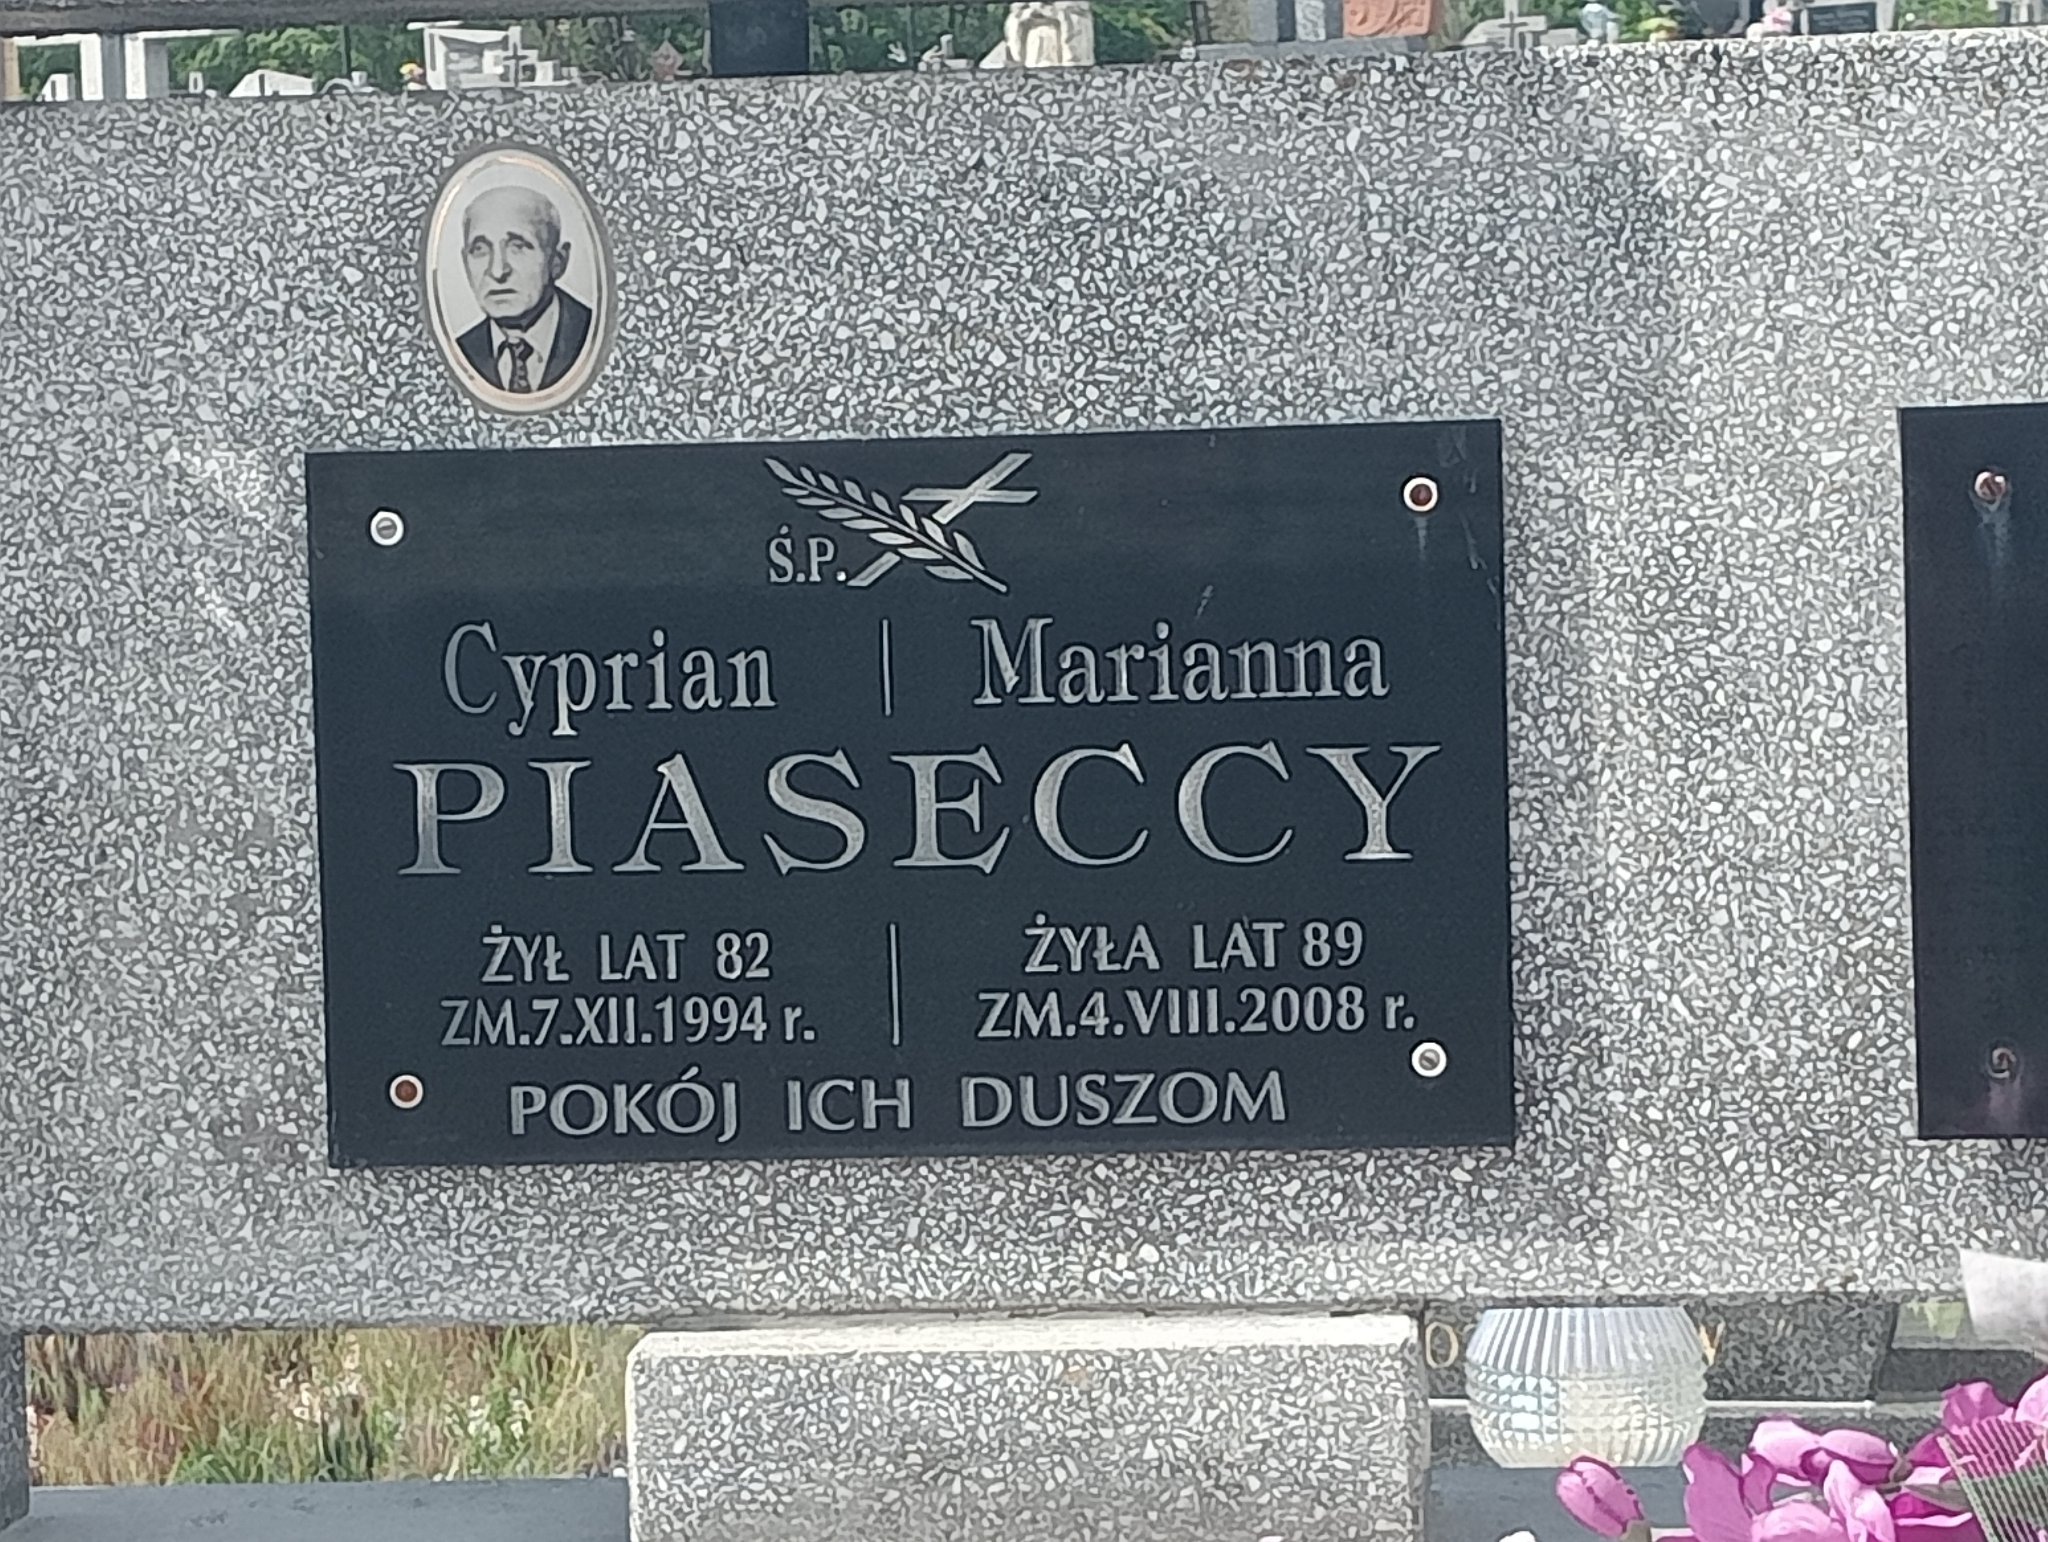 Ś.P.
Cyprian | Marianna
PIASECCY
ŻYŁ LAT 82 | ŻYŁA LAT 89
ZM.7.XII.1994 r. | ZM.4.VIII.2008 r.
POKÓJ ICH DUSZOM